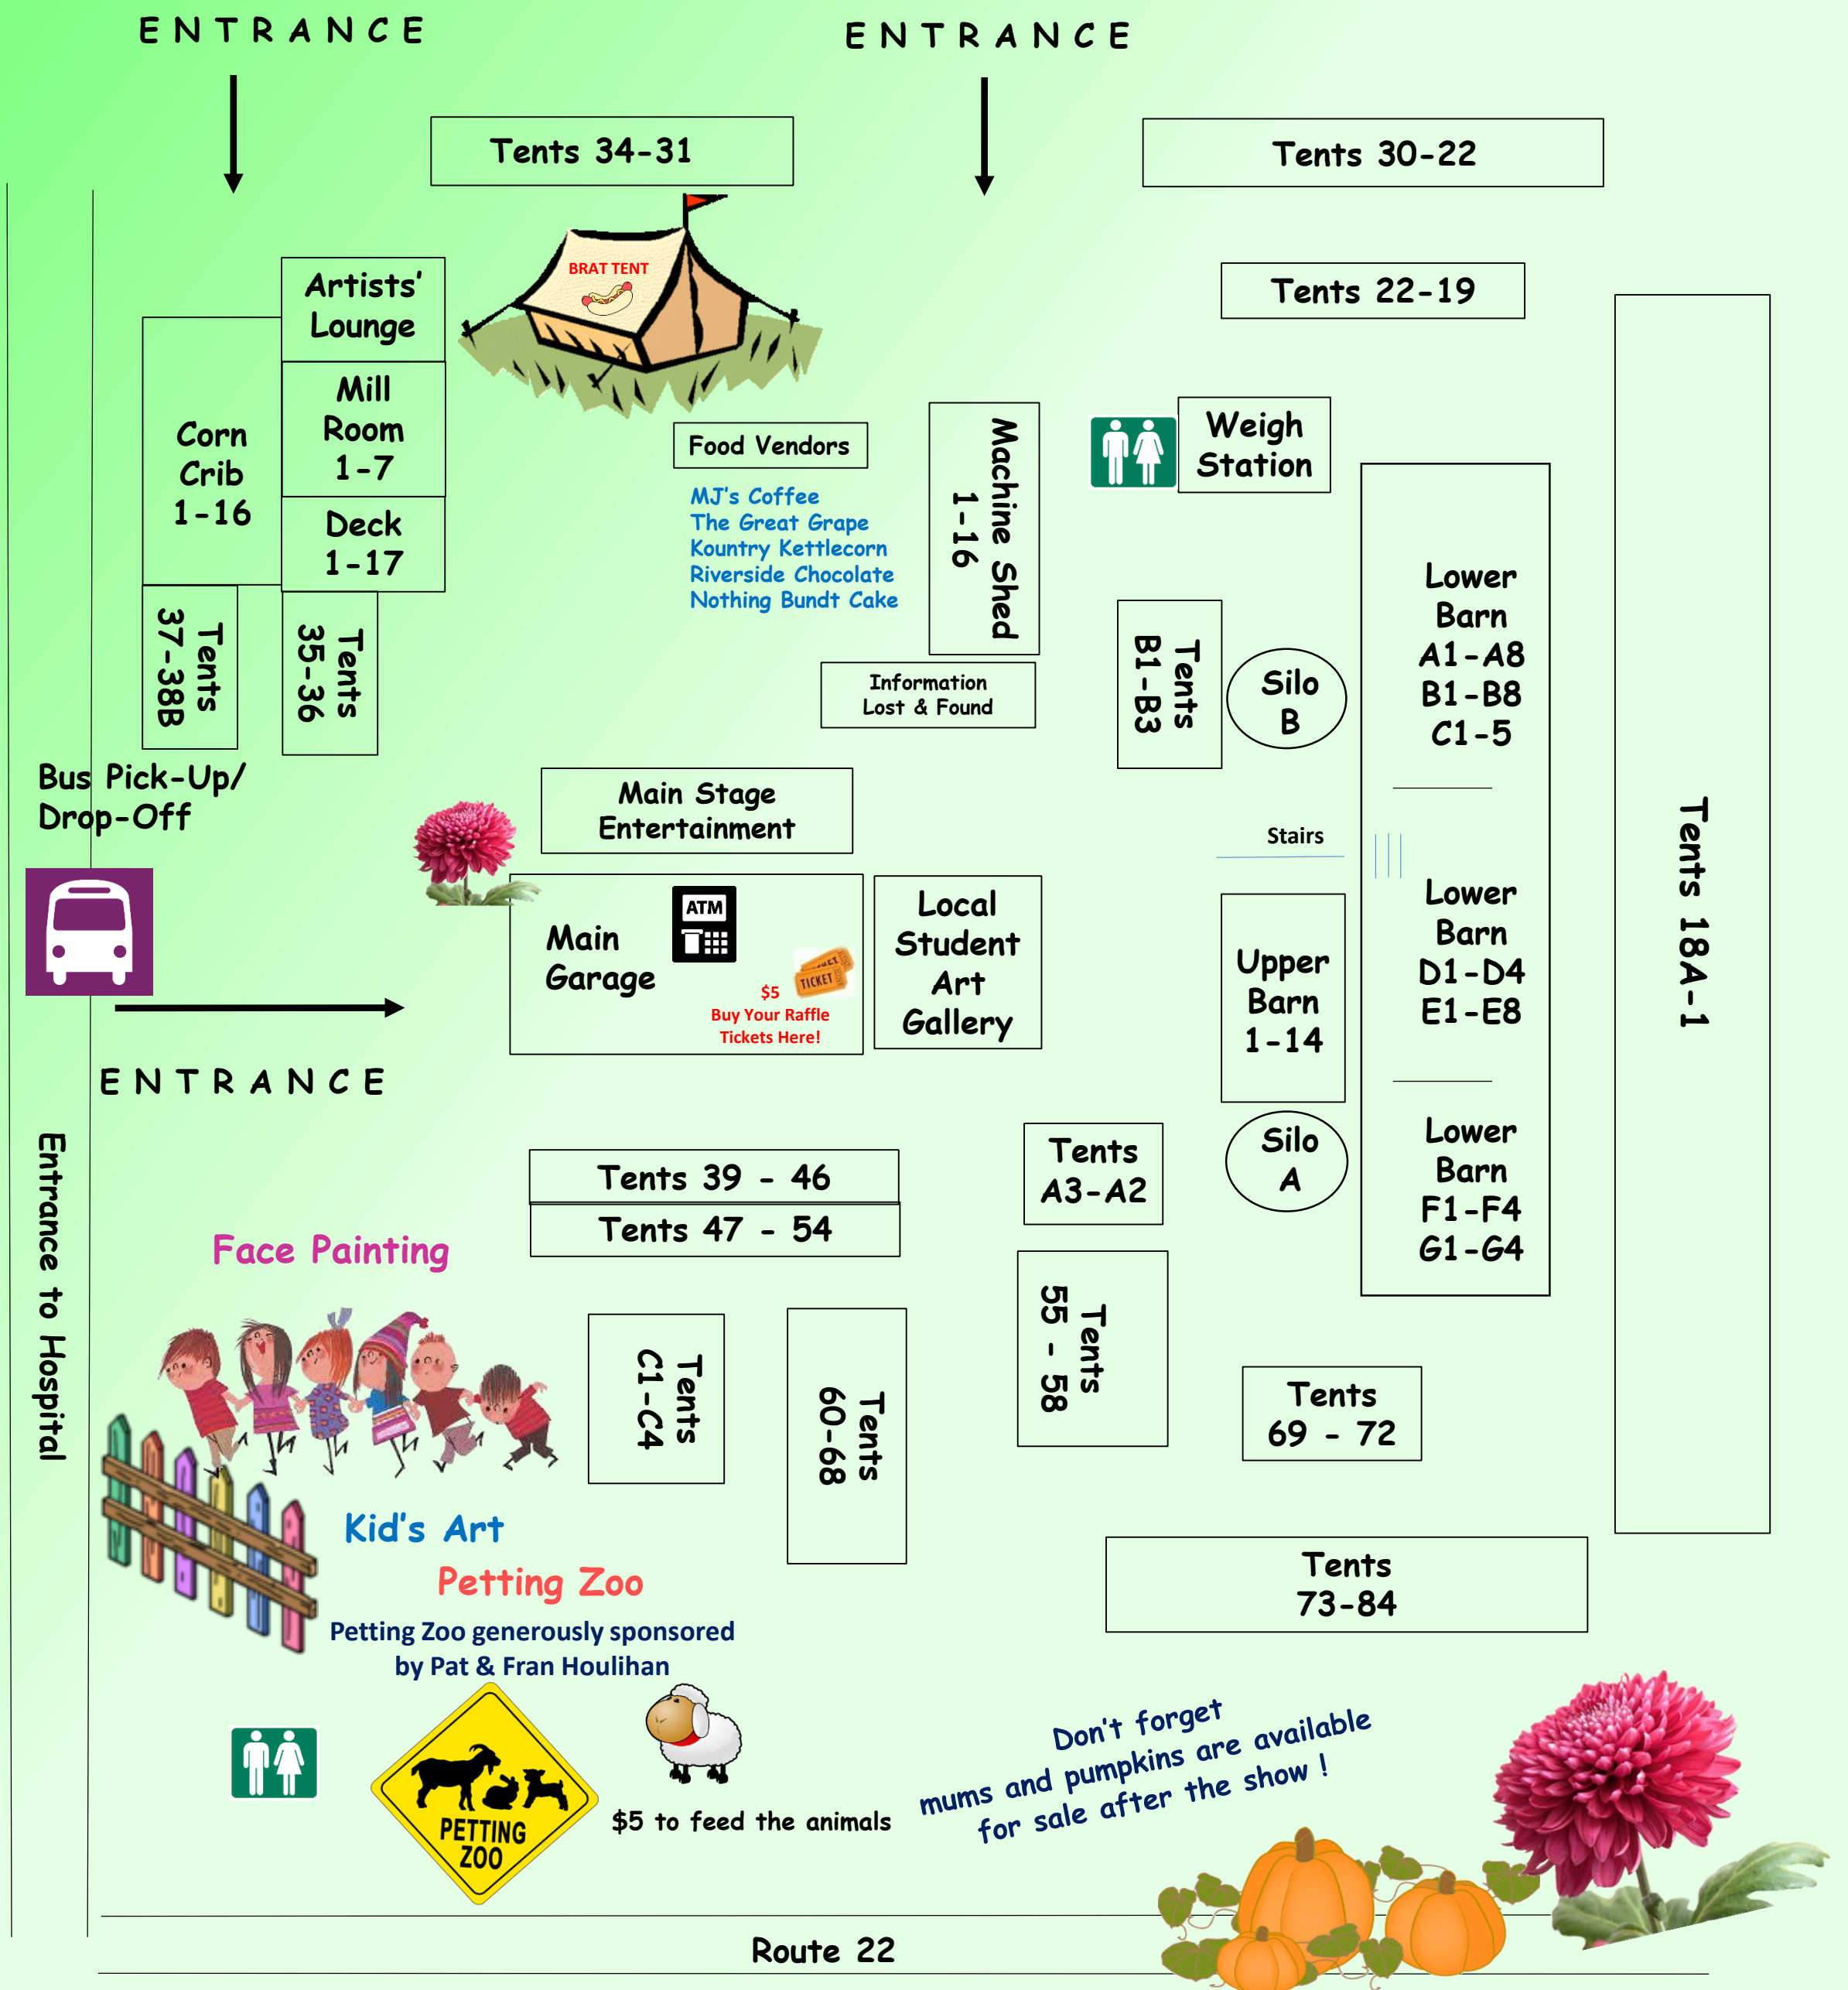 ENTRANCE
ENTRANCE
Tents 34-31
Tents 30-22
BRAT TENT
Artists'
Lounge
Tents 22-19
Corn
Crib
1-16
Mill
Room
1-7
Deck
1-17
Food Vendors
MJ's Coffee
The Great Grape
Kountry Kettlecorn
Riverside Chocolate
Nothing Bundt Cake
Machine Shed
1-16
Weigh
Station
Lower
Barn
A1-A8
B1-B8
C1-5
Tents
37-38B
Tents
35-36
Information
Lost & Found
Tents
B1-B3
Silo
B
Bus Pick-Up/
Drop-Off
Main Stage
Entertainment
Stairs
Tents 18A-1
Main
Garage
ATM
TICKET
$5
Buy Your Raffle
Tickets Here!
Local
Student
Art
Gallery
Upper
Barn
1-14
Lower
Barn
D1-D4
E1-E8
ENTRANCE
Entrance to Hospital
Tents 39 - 46
Tents 47 - 54
Tents
A3-A2
Silo
A
Lower
Barn
F1-F4
G1-G4
Face Painting
Tents
C1-C4
Tents
60-68
Tents
55 - 58
Tents
69 - 72
Kid's Art
Petting Zoo
Petting Zoo generously sponsored
by Pat & Fran Houlihan
Tents
73-84
PETTING
ZOO
$5 to feed the animals
Don't forget
mums and pumpkins are available
for sale after the show !
Route 22